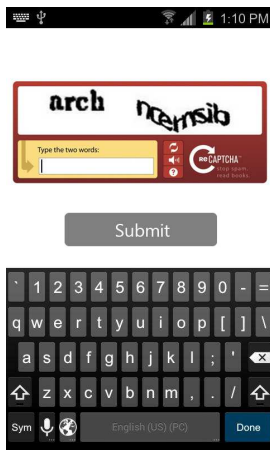 1:10 PM
arch
Type the two words:
reCAPTCHA™
stop spam.
read books.
Submit
` 1 2 3 4 5 6 7 8 9 0 - =
q w e r t y u i o p [ ] \
a s d f g h j k l ; '
z x c v b n m , . /
Sym English (US) (PC) Done